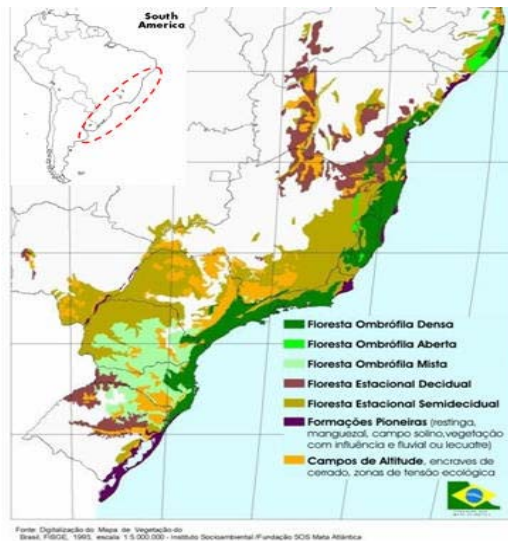 South
America
Floresta Ombrófila Densa
Floresta Ombrófila Aberta
Floresta Ombrófila Mista
Floresta Estacional Decidual
Floresta Estacional Semidecidual
Formações Pioneiras (restinga,
manguezal, campo salino,vegetação
com influência e fluvial ou lecuatre)
Campos de Altitude, encraves de
cerrado, zonas de tensão ecológica
Fonte: Digitalização do Mapa de Vegetação do
Brasil, FIBGE, 1993, escala 1:5.000.000 - Instituto Socioambiental /Fundação SOS Mata Atlântica